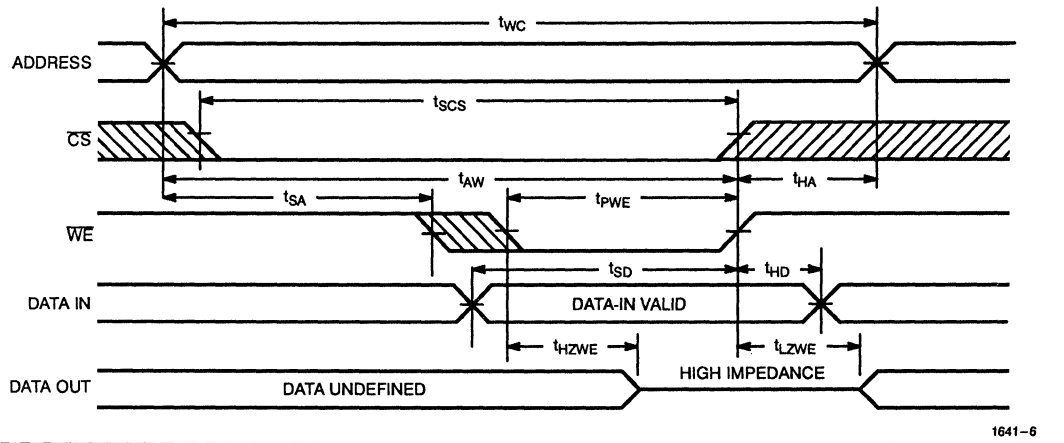 tWC
ADDRESS
tSCS
CS
tAW
tHA
tSA
tPWE
WE
tSD
tHD
DATA IN
DATA-IN VALID
tHZWE
tLZWE
HIGH IMPEDANCE
DATA OUT
DATA UNDEFINED
1641–6